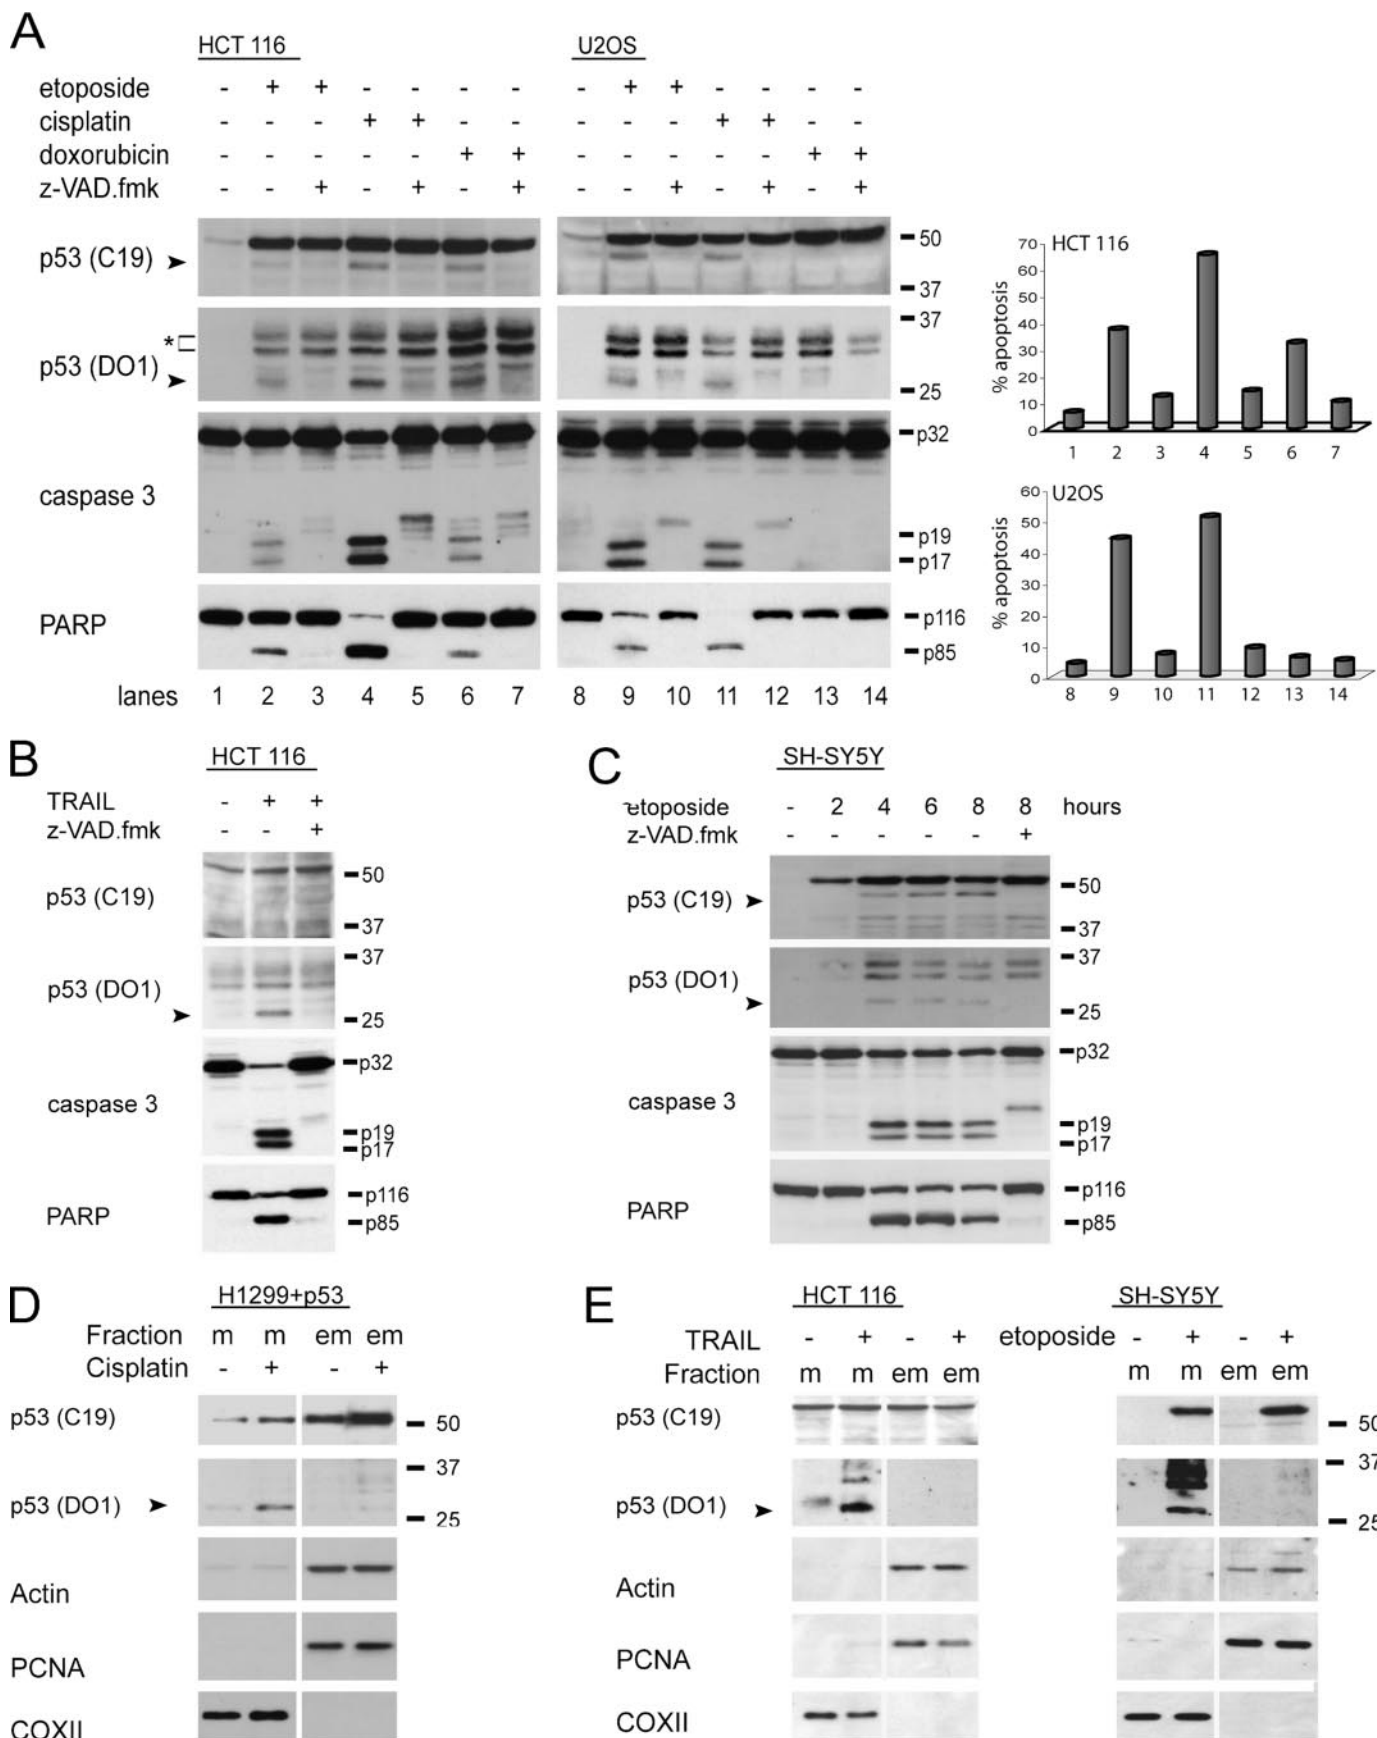 A
HCT 116 U2OS
etoposide - + + - - - - - + + - - - -
cisplatin - - - + + - - - - - + + - -
doxorubicin - - - - - + + - - - - - + +
z-VAD.fmk - - + - + - + - - + - + - +
p53 (C19) 50
37
p53 (DO1) * 37
25
caspase 3 p32
p19
p17
PARP p116
p85
lanes 1 2 3 4 5 6 7 8 9 10 11 12 13 14
HCT 116
% apoptosis
70
60
50
40
30
20
10
0
1 2 3 4 5 6 7
U2OS
% apoptosis
60
50
40
30
20
10
0
8 9 10 11 12 13 14
B
HCT 116
TRAIL - + +
z-VAD.fmk - - +
p53 (C19) 50
37
p53 (DO1) 37
25
caspase 3 p32
p19
p17
PARP p116
p85
C
SH-SY5Y
etoposide - 2 4 6 8 8 hours
z-VAD.fmk - - - - - +
p53 (C19) 50
37
p53 (DO1) 37
25
caspase 3 p32
p19
p17
PARP p116
p85
D
H1299+p53
Fraction m m em em
Cisplatin - + - +
p53 (C19) 50
p53 (DO1) 37
25
Actin
PCNA
COXII
E
HCT 116 SH-SY5Y
TRAIL - + - + etoposide - + - +
Fraction m m em em m m em em
p53 (C19) 50
p53 (DO1) 37
25
Actin
PCNA
COXII